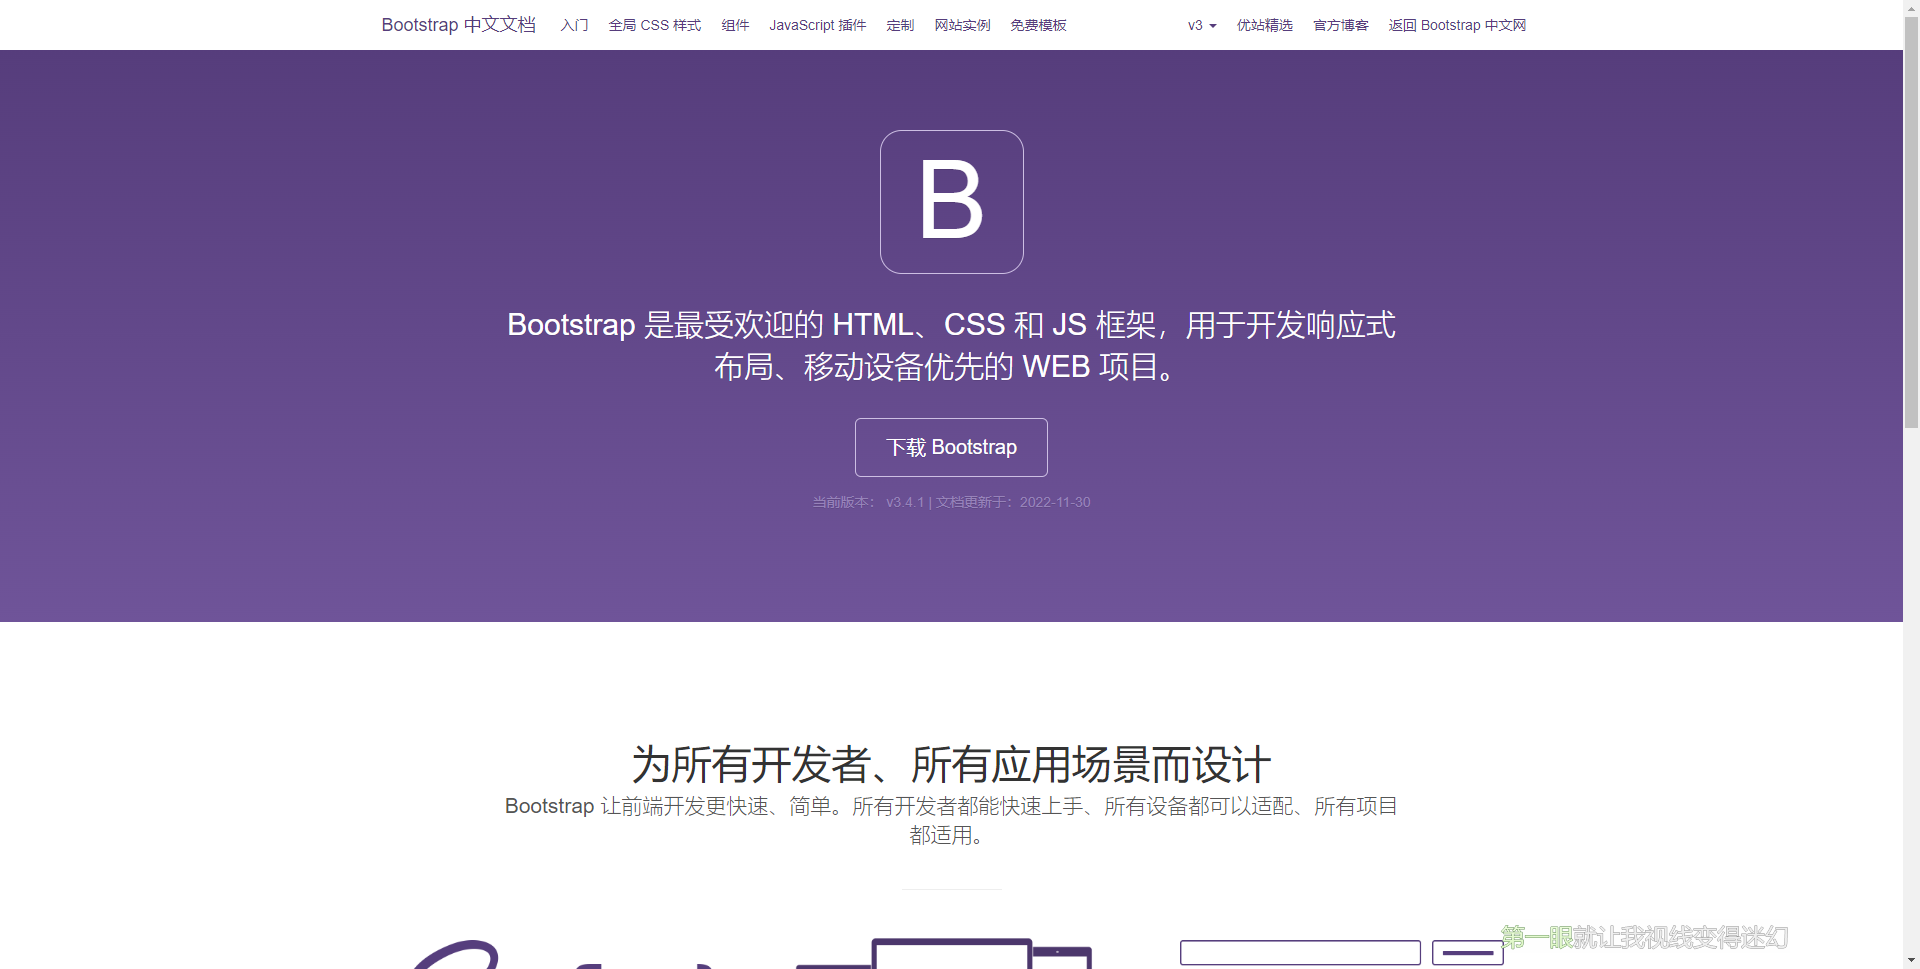 Bootstrap 中文文档 入门 全局 CSS 样式 组件 JavaScript 插件 定制 网站实例 免费模板 v3 优站精选 官方博客 返回 Bootstrap 中文网
B
Bootstrap 是最受欢迎的 HTML、CSS 和 JS 框架，用于开发响应式
布局、移动设备优先的 WEB 项目。
下载 Bootstrap
当前版本： v3.4.1 | 文档更新于：2022-11-30
为所有开发者、所有应用场景而设计
Bootstrap 让前端开发更快速、简单。所有开发者都能快速上手、所有设备都可以适配、所有项目
都适用。
第一眼就让我视线变得迷幻